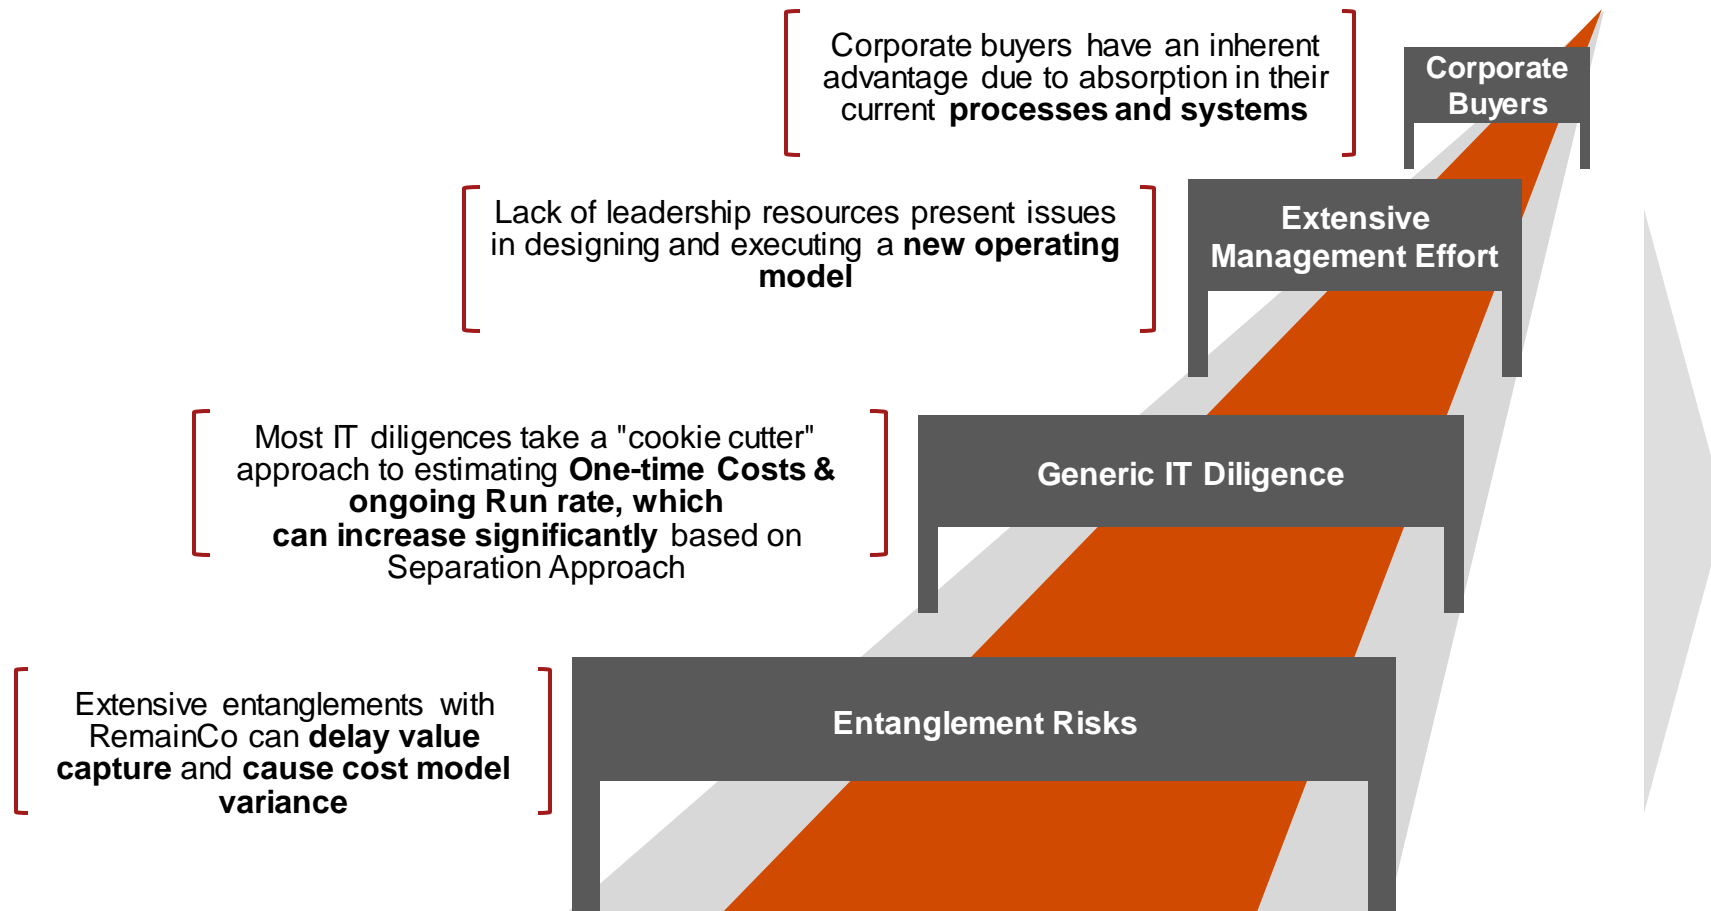 Corporate buyers have an inherent
advantage due to absorption in their
current processes and systems
Corporate
Buyers
Lack of leadership resources present issues
in designing and executing a new operating
model
Extensive
Management Effort
Most IT diligences take a "cookie cutter"
approach to estimating One-time Costs &
ongoing Run rate, which
can increase significantly based on
Separation Approach
Generic IT Diligence
Extensive entanglements with
RemainCo can delay value
capture and cause cost model
variance
Entanglement Risks